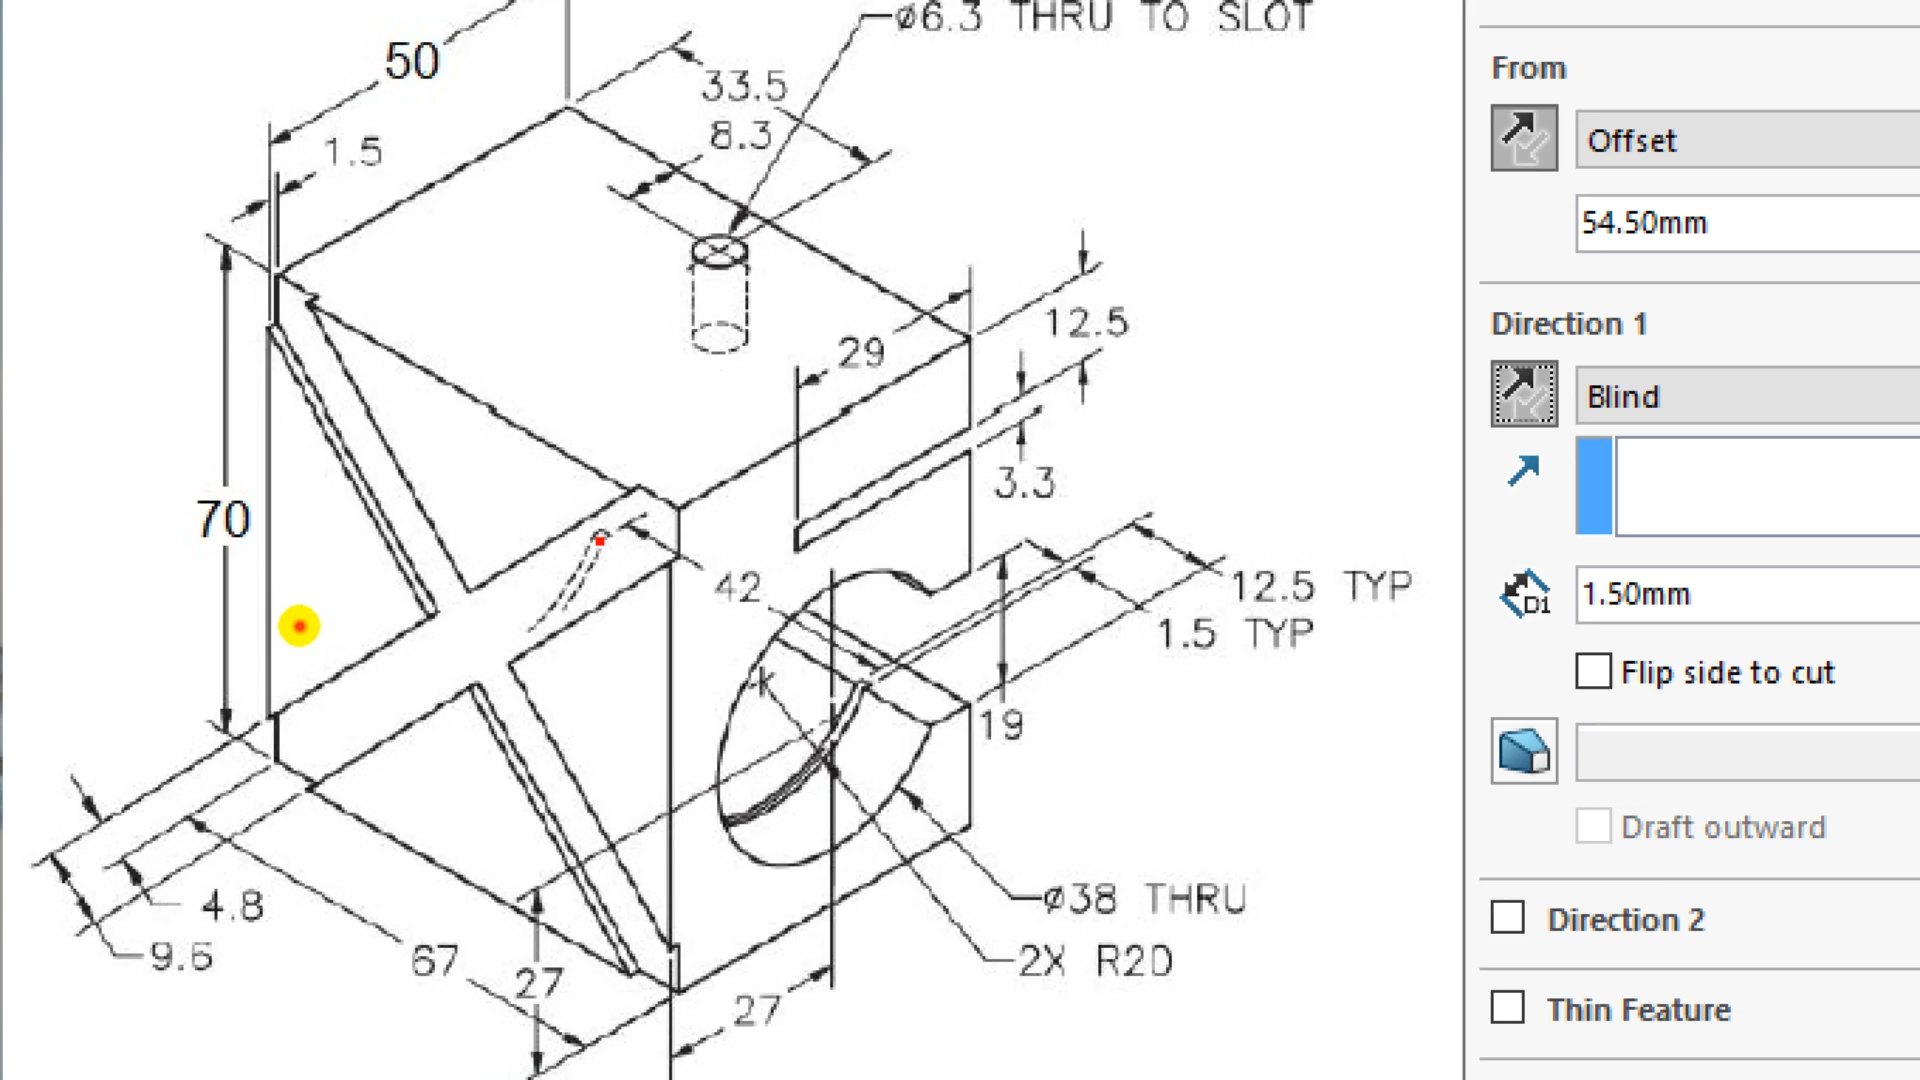 ø6.3 THRU TO SLOT
50
33.5
8.3
1.5
12.5
29
3.3
70
42
12.5 TYP
1.5 TYP
19
4.8
9.6
67
27
27
ø38 THRU
2X R20
From
Offset
54.50mm
Direction 1
Blind
D1
1.50mm
Flip side to cut
Draft outward
Direction 2
Thin Feature